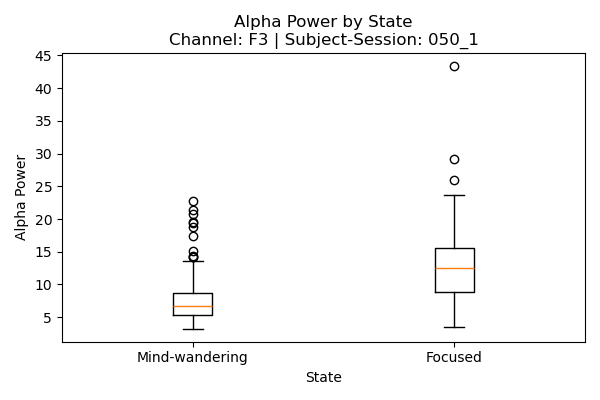 Alpha Power by State
Channel: F3 | Subject-Session: 050_1
45
40
35
30
25
20
15
10
5
Alpha Power
Mind-wandering
Focused
State